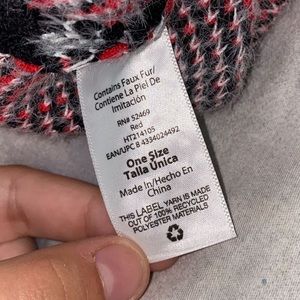 Contains Faux Fur/
Contiene La Piel De
Imitación
RN# 52469
Red
HT214105
EAN/UPC 8 4334024492
One Size
Talla Única
Made In/Hecho En
China
THIS LABEL YARN IS MADE
OUT OF 100% RECYCLED
POLYESTER MATERIALS